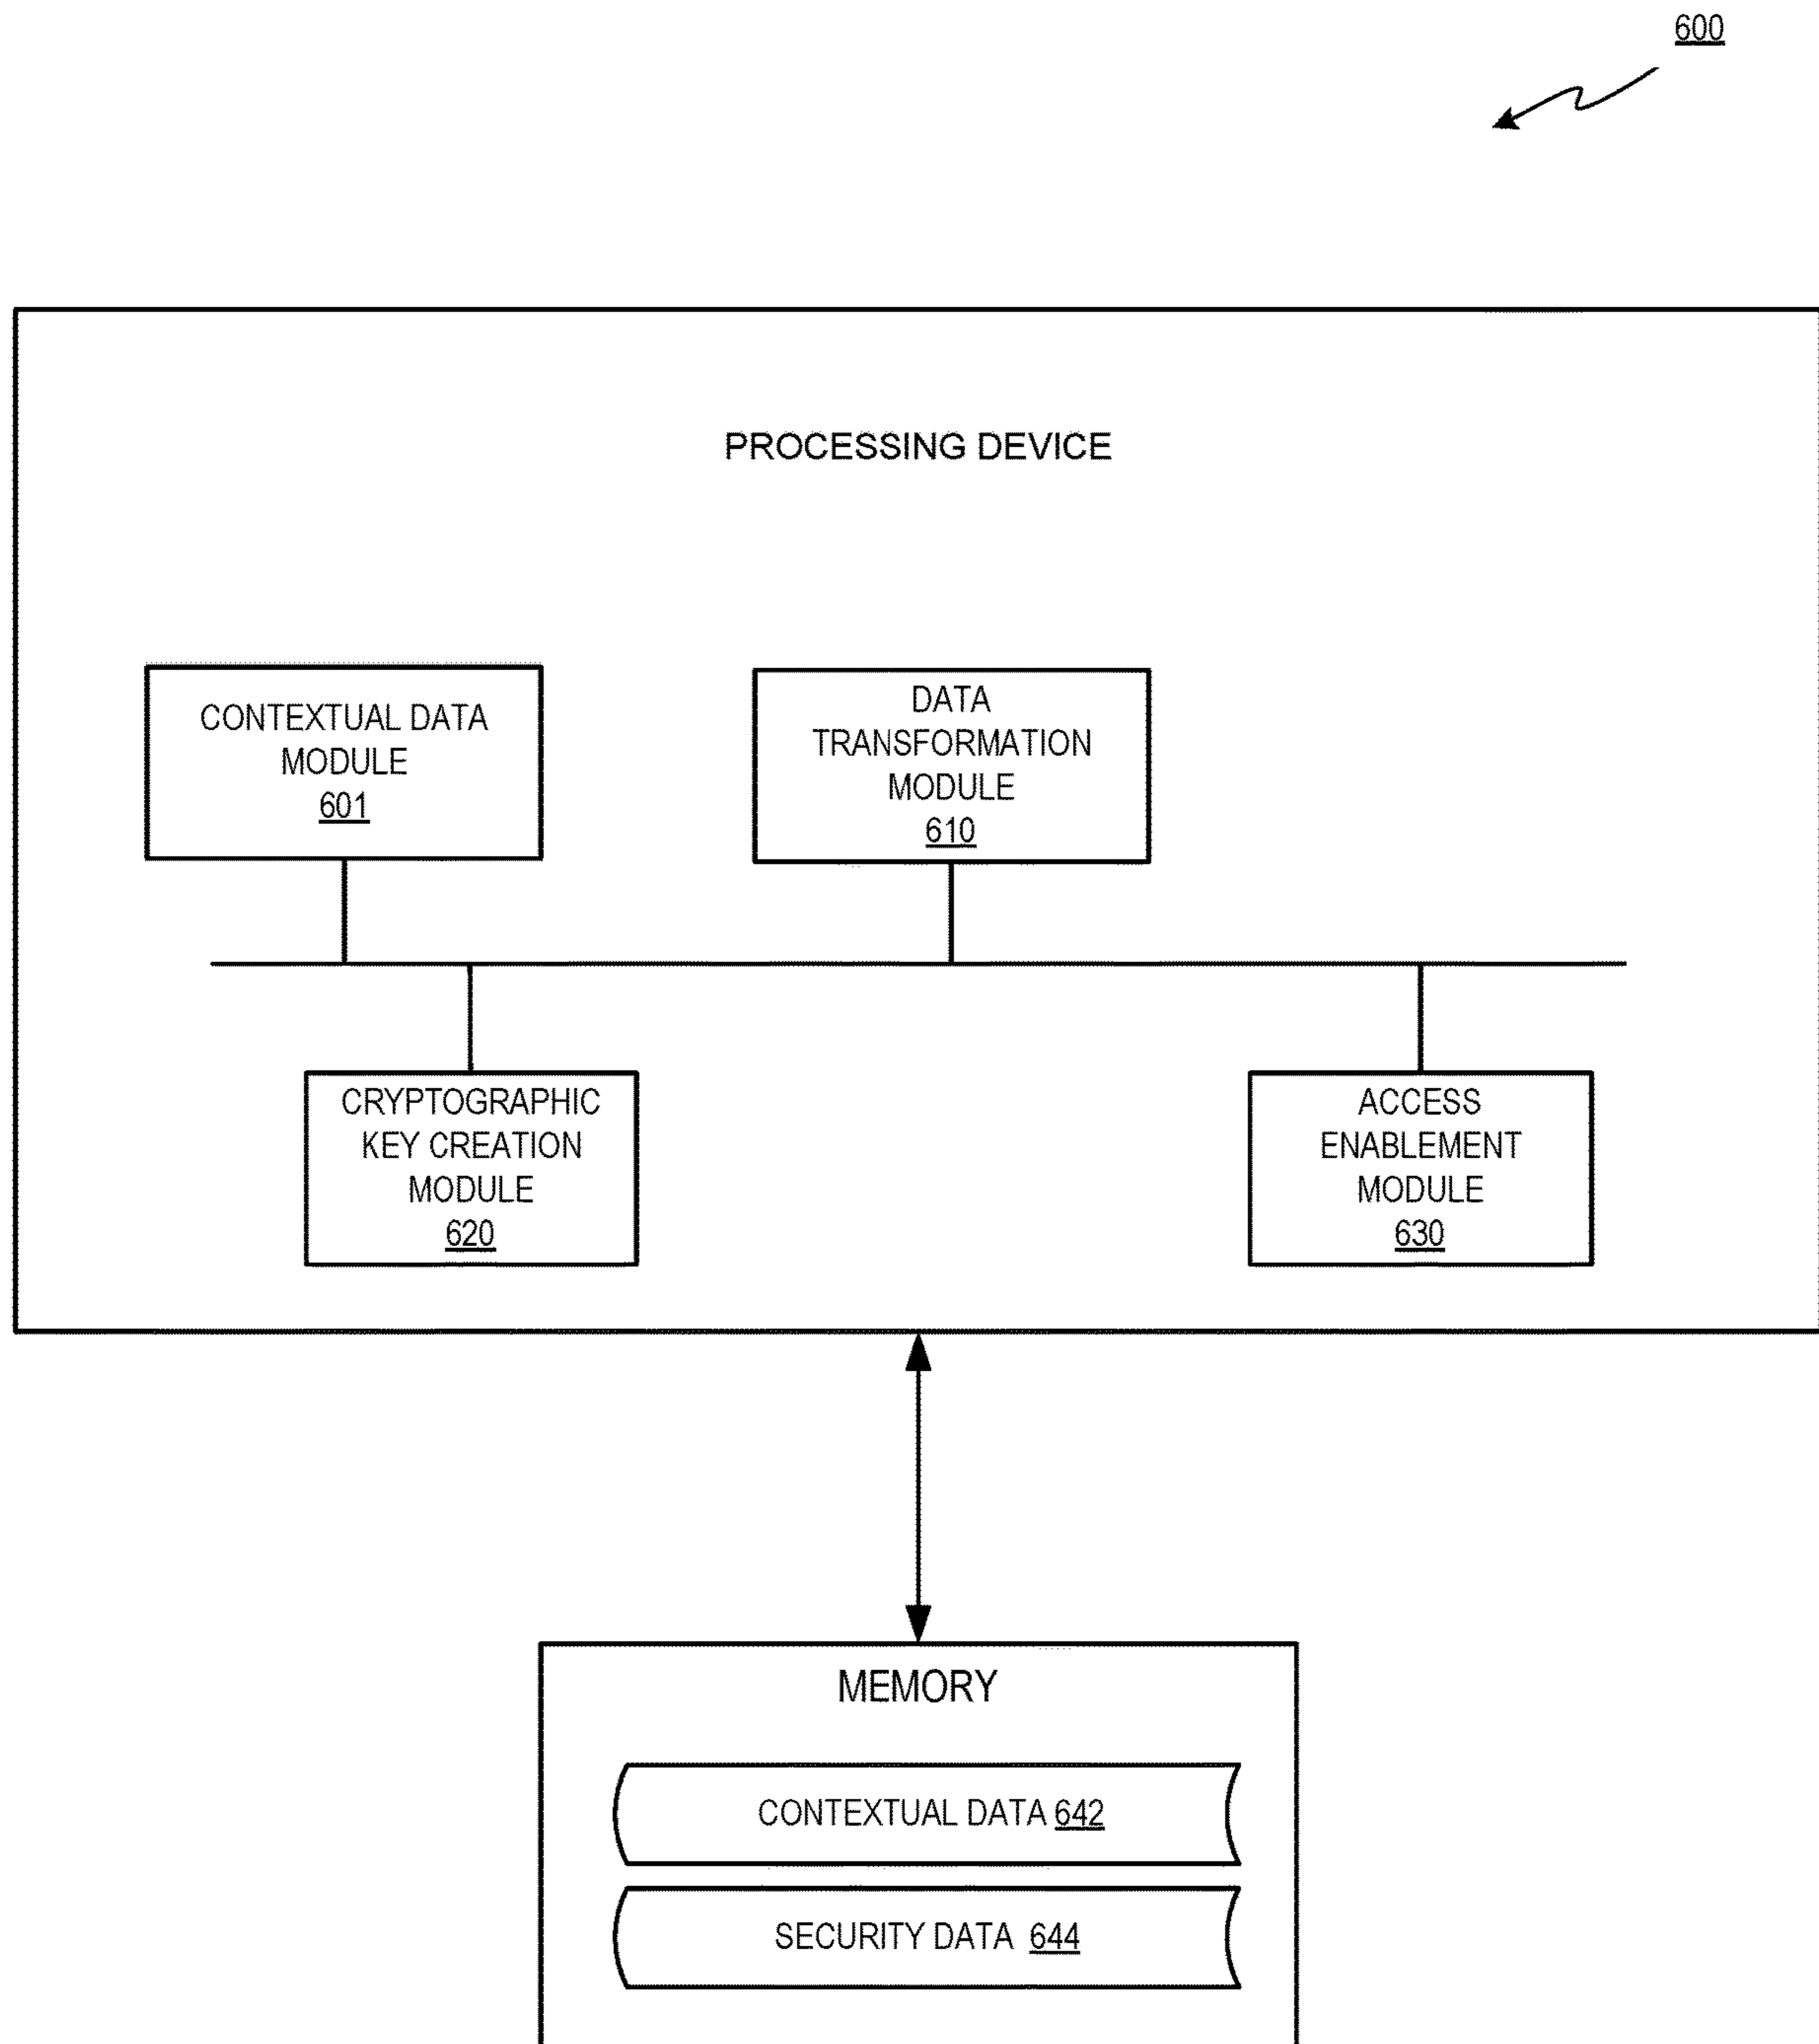 600
PROCESSING DEVICE
CONTEXTUAL DATA
MODULE
601
DATA
TRANSFORMATION
MODULE
610
CRYPTOGRAPHIC
KEY CREATION
MODULE
620
ACCESS
ENABLEMENT
MODULE
630
MEMORY
CONTEXTUAL DATA 642
SECURITY DATA 644